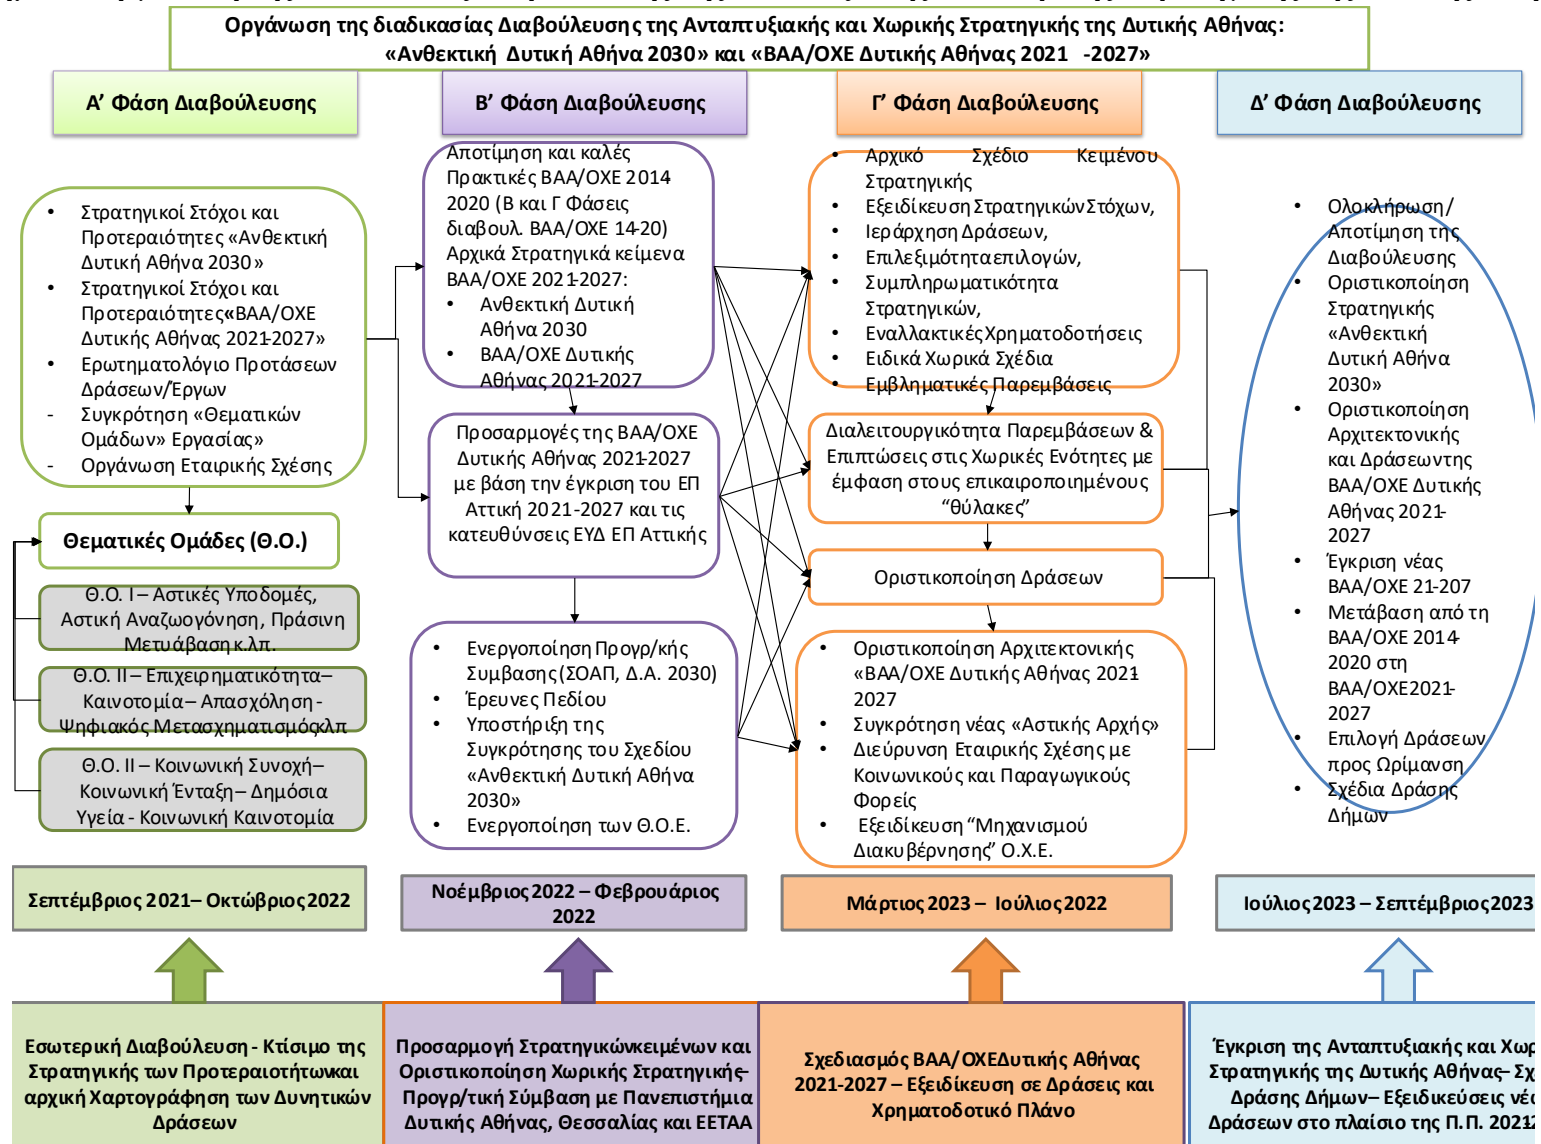 Οργάνωση της διαδικασίας Διαβούλευσης της Ανταπτυξιακής και Χωρικής Στρατηγικής της Δυτικής Αθήνας:
«Ανθεκτική Δυτική Αθήνα 2030» και «ΒΑΑ/ΟΧΕ Δυτικής Αθήνας 2021 -2027»
Α’ Φάση Διαβούλευσης
• Στρατηγικοί Στόχοι και
Προτεραιότητες «Ανθεκτική
Δυτική Αθήνα 2030»
• Στρατηγικοί Στόχοι και
Προτεραιότητες«ΒΑΑ/ΟΧΕ
Δυτικής Αθήνας 2021-2027»
• Ερωτηματολόγιο Προτάσεων
Δράσεων/Έργων
- Συγκρότηση «Θεματικών
Ομάδων» Εργασίας»
- Οργάνωση Εταιρικής Σχέσης
Θεματικές Ομάδες (Θ.Ο.)
Θ.Ο. Ι – Αστικές Υποδομές,
Αστική Αναζωογόνηση, Πράσινη
Μετυάβαση κ.λπ.
Θ.Ο. ΙΙ – Επιχειρηματικότητα–
Καινοτομία – Απασχόληση -
Ψηφιακός Μετασχηματισμόςκλπ
Θ.Ο. ΙΙ – Κοινωνική Συνοχή–
Κοινωνική Ένταξη – Δημόσια
Υγεία - Κοινωνική Καινοτομία
Σεπτέμβριος 2021– Οκτώβριος 2022
Εσωτερική Διαβούλευση - Κτίσιμο της
Στρατηγικής των Προτεραιοτήτωνκαι
αρχική Χαρτογράφηση των Δυνητικών
Δράσεων
Β’ Φάση Διαβούλευσης
Αποτίμηση και καλές
Πρακτικές ΒΑΑ/ΟΧΕ 2014
2020 (Β και Γ Φάσεις
διαβουλ. ΒΑΑ/ΟΧΕ 14-20)
Αρχικά Στρατηγικά κείμενα
ΒΑΑ/ΟΧΕ 2021-2027:
• Ανθεκτική Δυτική
Αθήνα 2030
• ΒΑΑ/ΟΧΕ Δυτικής
Αθήνας 2021-2027
Προσαρμογές της ΒΑΑ/ΟΧΕ
Δυτικής Αθήνας 2021-2027
με βάση την έγκριση του ΕΠ
Αττική 2021-2027 και τις
κατευθύνσεις ΕΥΔ ΕΠ Αττικής
• Ενεργοποίηση Προγρ/κής
Συμβασης (ΣΟΑΠ, Δ.Α. 2030)
• Έρευνες Πεδίου
• Υποστήριξη της
Συγκρότησης του Σχεδίου
«Ανθεκτική Δυτική Αθήνα
2030»
• Ενεργοποίηση των Θ.Ο.Ε.
Νοέμβριος 2022 – Φεβρουάριος
2022
Προσαρμογή Στρατηγικώνκειμένων και
Οριστικοποίηση Χωρικής Στρατηγικής–
Προγρ/τική Σύμβαση με Πανεπιστήμια
Δυτικής Αθήνας, Θεσσαλίας και ΕΕΤΑΑ
Γ’ Φάση Διαβούλευσης
• Αρχικό Σχέδιο Κειμένου
Στρατηγικής
• Εξειδίκευση Στρατηγικών Στόχων,
• Ιεράρχηση Δράσεων,
• Επιλεξιμότητα επιλογών,
• Συμπληρωματικότητα
Στρατηγικών,
• Εναλλακτικές Χρηματοδοτήσεις
• Ειδικά Χωρικά Σχέδια
• Εμβληματικές Παρεμβάσεις
Διαλειτουργικότητα Παρεμβάσεων &
Επιπτώσεις στις Χωρικές Ενότητες με
έμφαση στους επικαιροποιημένους
“θύλακες”
Οριστικοποίηση Δράσεων
• Οριστικοποίηση Αρχιτεκτονικής
«ΒΑΑ/ΟΧΕ Δυτικής Αθήνας 2021-
2027
• Συγκρότηση νέας «Αστικής Αρχής»
• Διεύρυνση Εταιρικής Σχέσης με
Κοινωνικούς και Παραγωγικούς
Φορείς
• Εξειδίκευση “Μηχανισμού
Διακυβέρνησης” Ο.Χ.Ε.
Μάρτιος 2023 – Ιούλιος 2022
Σχεδιασμός ΒΑΑ/ΟΧΕΔυτικής Αθήνας
2021-2027 – Εξειδίκευση σε Δράσεις και
Χρηματοδοτικό Πλάνο
Δ’ Φάση Διαβούλευσης
• Ολοκλήρωση/
Αποτίμηση της
Διαβούλευσης
• Οριστικοποίηση
Στρατηγικής
«Ανθεκτική
Δυτική Αθήνα
2030»
• Οριστικοποίηση
Αρχιτεκτονικής
και Δράσεωντης
ΒΑΑ/ΟΧΕ Δυτικής
Αθήνας 2021-
2027
• Έγκριση νέας
ΒΑΑ/ΟΧΕ 21-207
• Μετάβαση από τη
ΒΑΑ/ΟΧΕ 2014-
2020 στη
ΒΑΑ/ΟΧΕ2021-
2027
• Επιλογή Δράσεων
προς Ωρίμανση
• Σχέδια Δράσης
Δήμων
Ιούλιος 2023 – Σεπτέμβριος 2023
Έγκριση της Ανταπτυξιακής και
Στρατηγικής της Δυτικής Αθήνας–
Δράσης Δήμων– Εξειδικεύσεις
Δράσεων στο πλαίσιο της Π.Π.